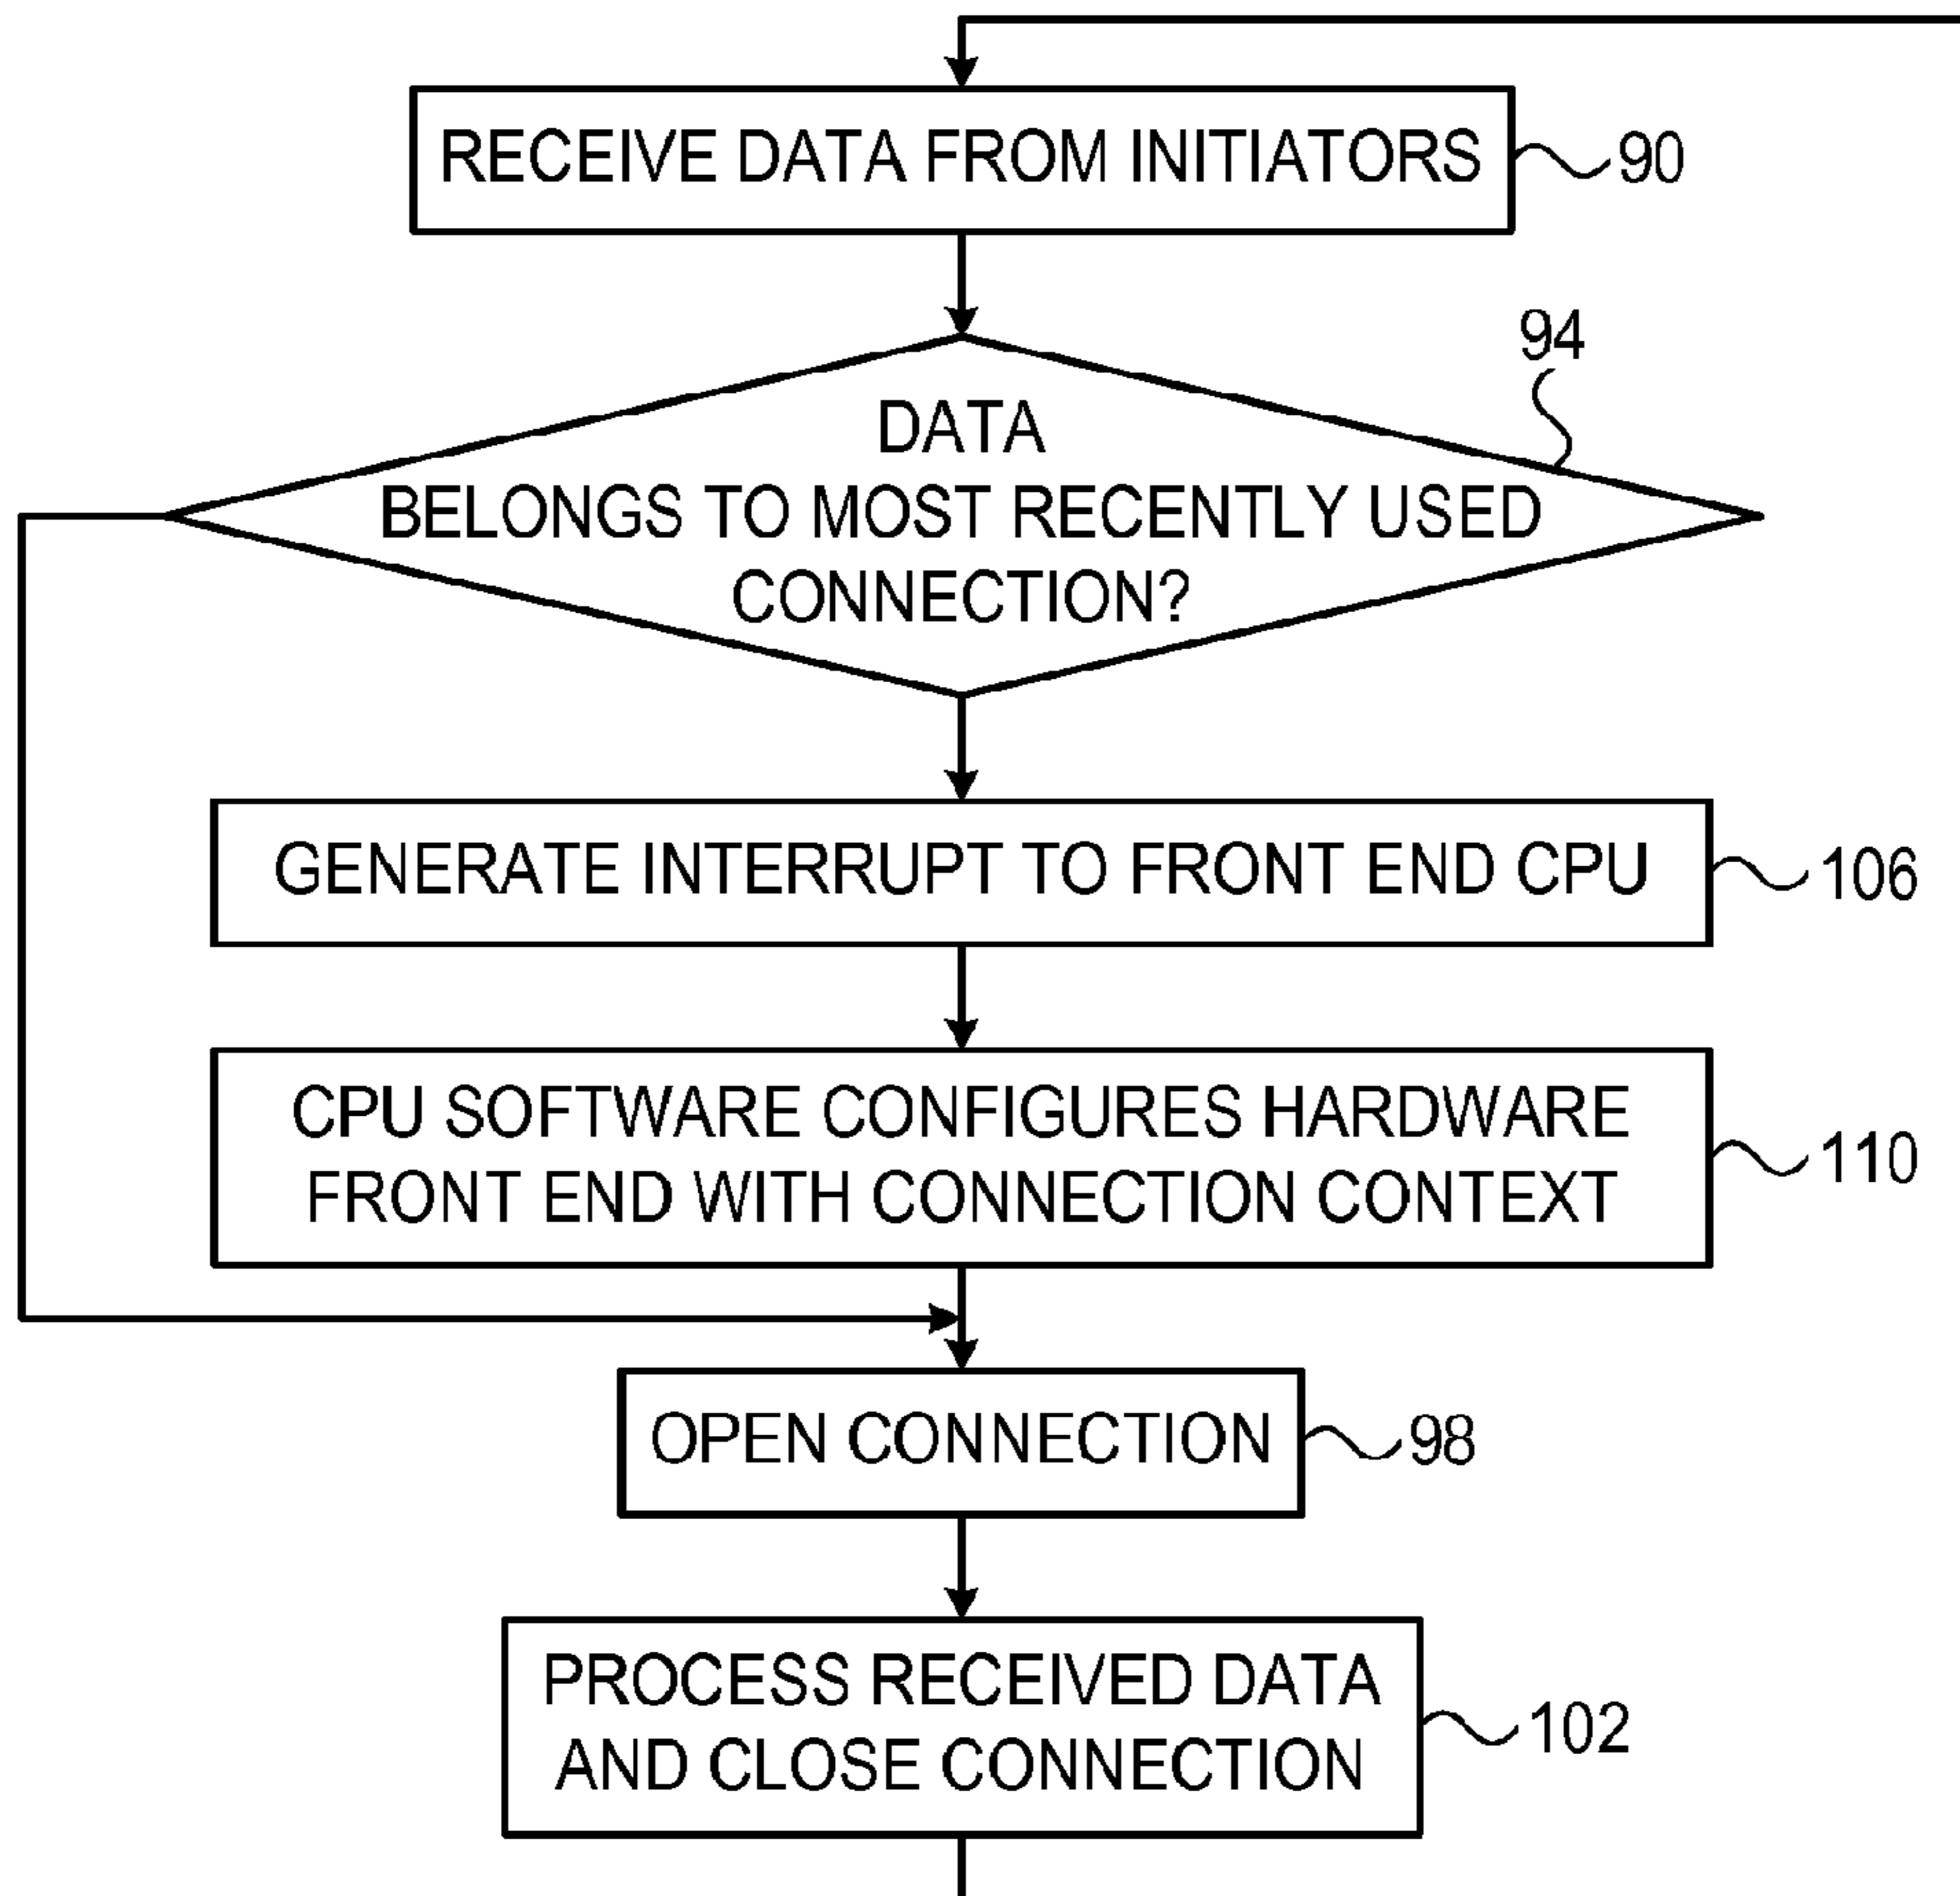 RECEIVE DATA FROM INITIATORS
90
94
DATA
BELONGS TO MOST RECENTLY USED
CONNECTION?
GENERATE INTERRUPT TO FRONT END CPU
106
CPU SOFTWARE CONFIGURES HARDWARE
FRONT END WITH CONNECTION CONTEXT
110
OPEN CONNECTION
98
PROCESS RECEIVED DATA
AND CLOSE CONNECTION
102